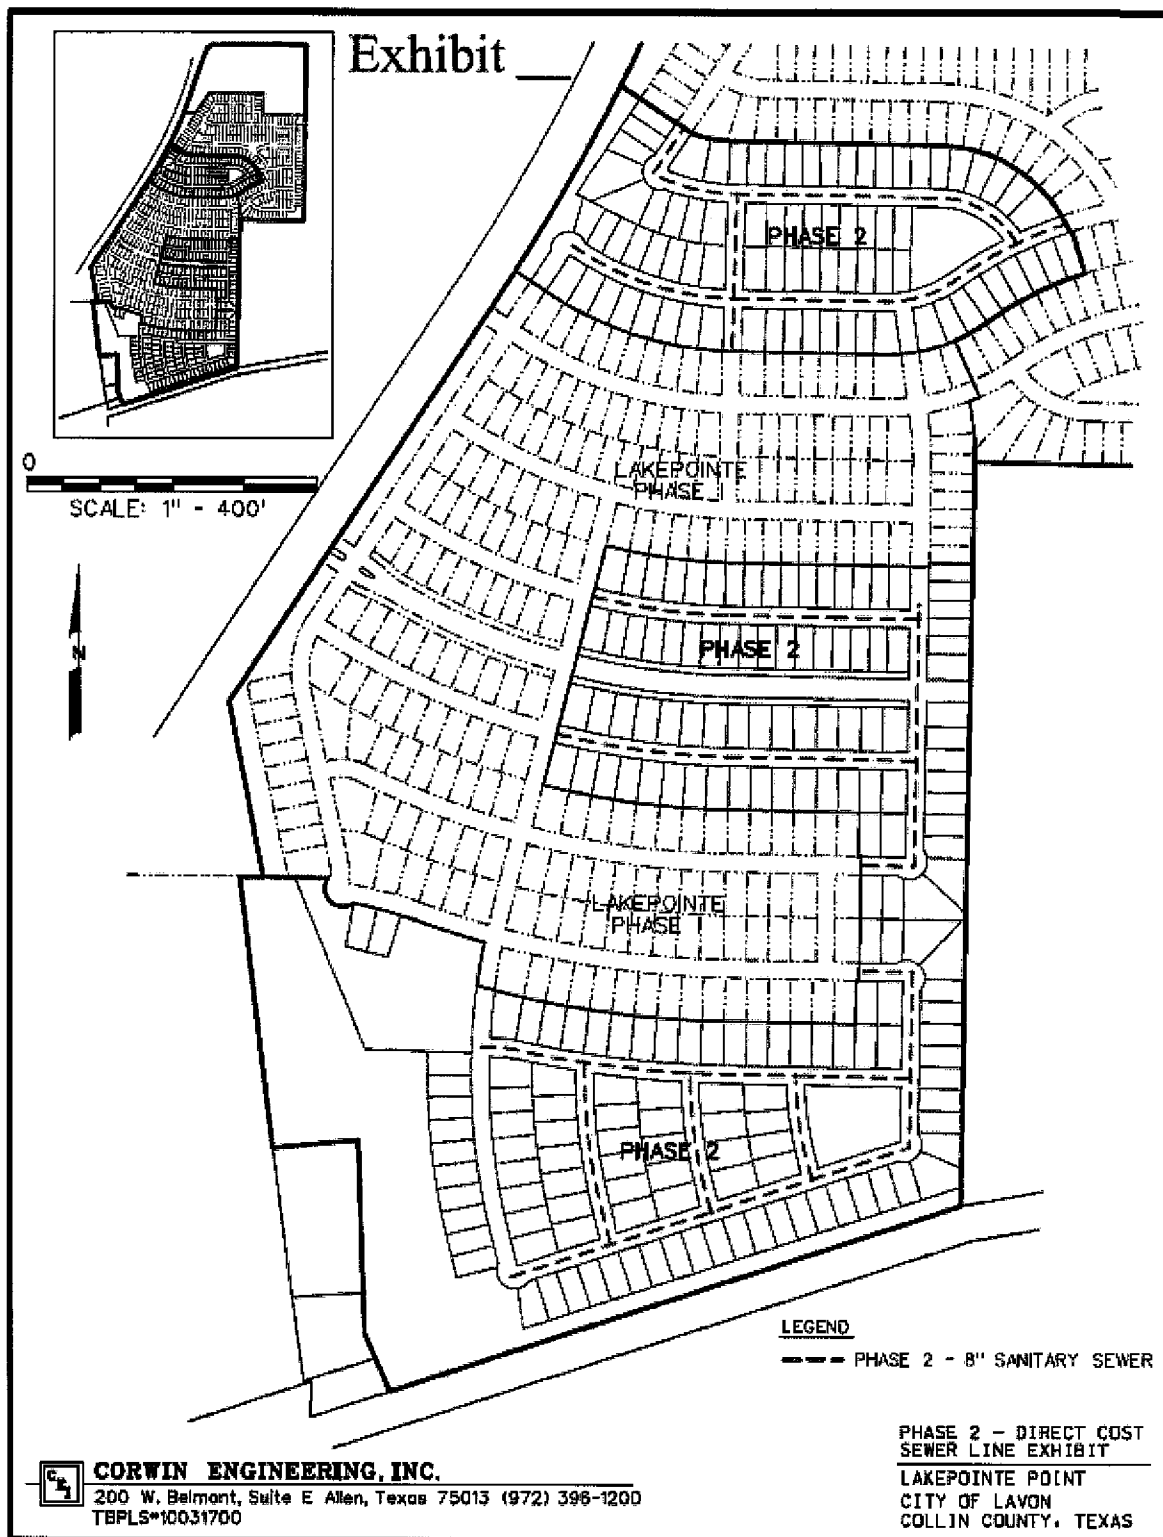 Exhibit __
PHASE 2
0
SCALE: 1" - 400'
LAKEPOINTE
PHASE I
N
PHASE 2
LAKEPOINTE
PHASE I
PHASE 2
LEGEND
PHASE 2 - 8" SANITARY SEWER
PHASE 2 - DIRECT COST
SEWER LINE EXHIBIT
LAKEPOINTE POINT
CITY OF LAVON
COLLIN COUNTY, TEXAS
CEI
CORWIN ENGINEERING, INC.
200 W. Belmont, Suite E Allen, Texas 75013 (972) 396-1200
TBPLS#10031700